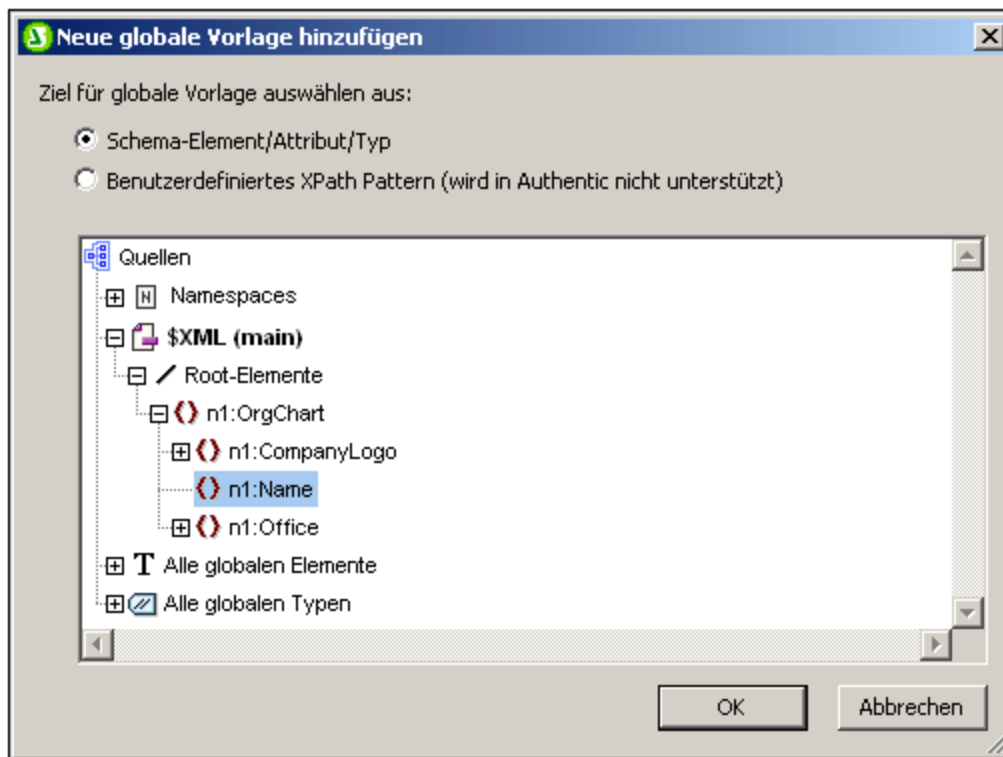 Neue globale Vorlage hinzufügen
Ziel für globale Vorlage auswählen aus:
Schema-Element/Attribut/Typ
Benutzerdefiniertes XPath Pattern (wird in Authentic nicht unterstützt)
Quellen
N Namespaces
$XML (main)
Root-Elemente
n1:OrgChart
n1:CompanyLogo
n1:Name
n1:Office
T Alle globalen Elemente
Alle globalen Typen
OK Abbrechen